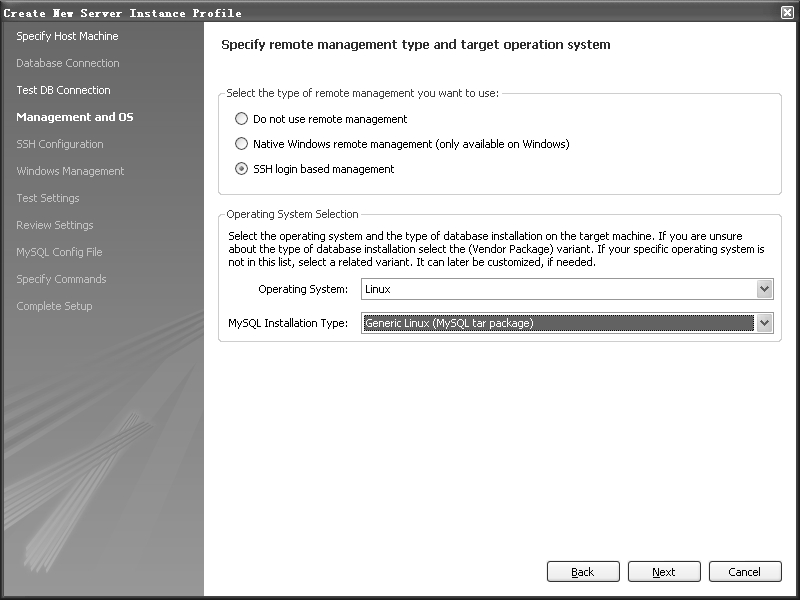 Create New Server Instance Profile
Specify Host Machine
Database Connection
Test DB Connection
Management and OS
SSH Configuration
Windows Management
Test Settings
Review Settings
MySQL Config File
Specify Commands
Complete Setup
Specify remote management type and target operation system
Select the type of remote management you want to use:
Do not use remote management
Native Windows remote management (only available on Windows)
SSH login based management
Operating System Selection
Select the operating system and the type of database installation on the target machine. If you are unsure
about the type of database installation select the (Vendor Package) variant. If your specific operating system is
not in this list, select a related variant. It can later be customized, if needed.
Operating System: Linux
MySQL Installation Type: Generic Linux (MySQL tar package)
Back Next Cancel